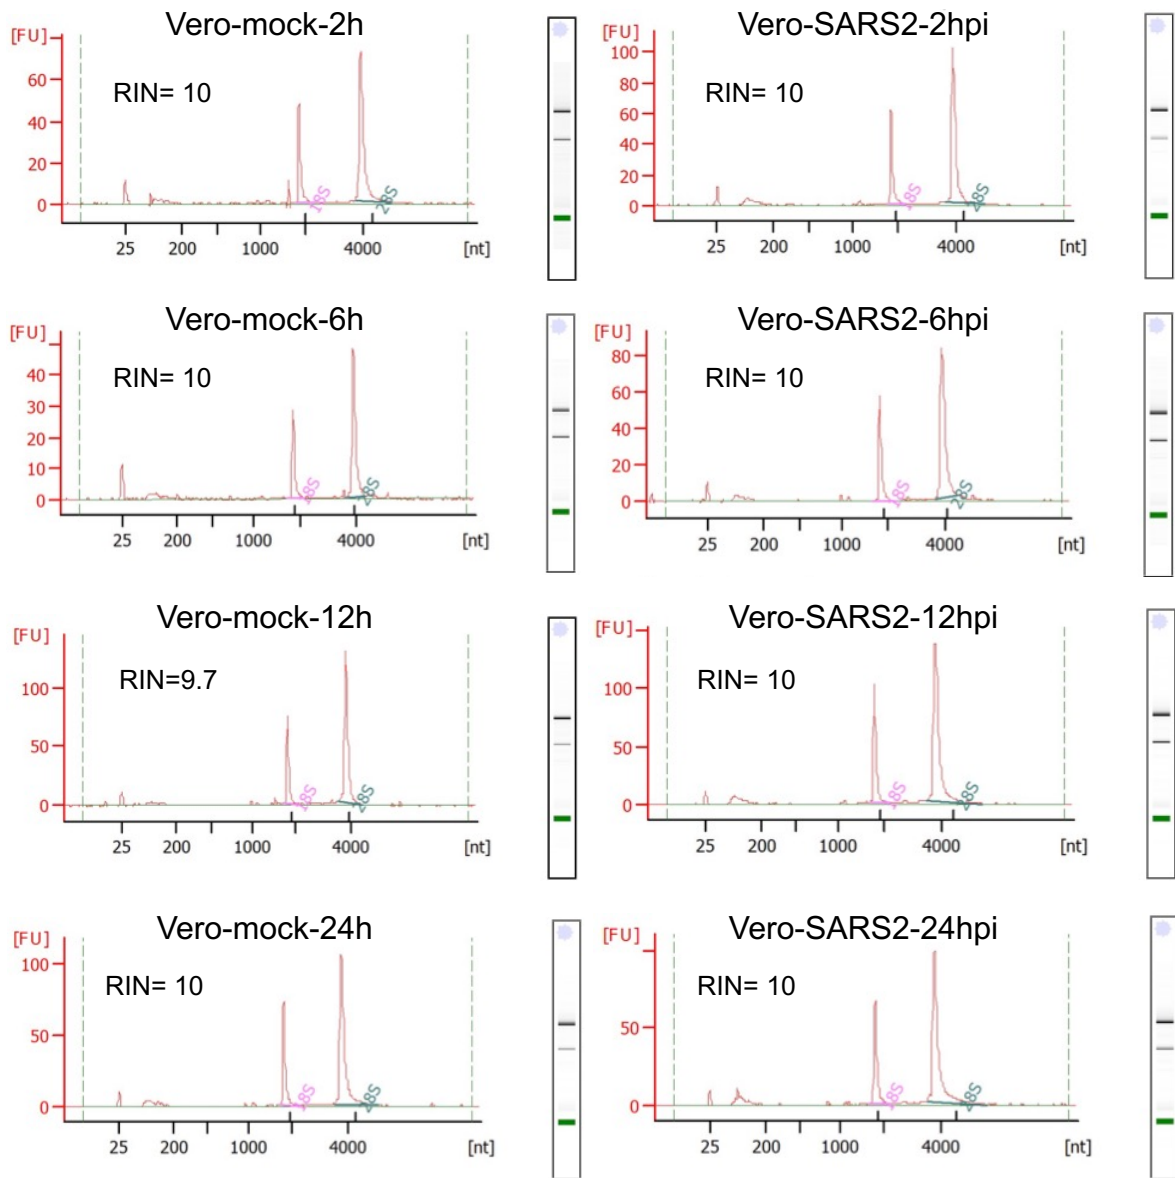 Vero-mock-2h
[FU]
RIN= 10
60
40
20
0
18S
28S
25 200 1000 4000 [nt]
Vero-SARS2-2hpi
[FU]
100
RIN= 10
80
60
40
20
0
18S
28S
25 200 1000 4000 [nt]
Vero-mock-6h
[FU]
RIN= 10
40
30
20
10
0
18S
28S
25 200 1000 4000 [nt]
Vero-SARS2-6hpi
[FU]
80
RIN= 10
60
40
20
0
18S
28S
25 200 1000 4000 [nt]
Vero-mock-12h
[FU]
RIN=9.7
100
50
0
18S
28S
25 200 1000 4000 [nt]
Vero-SARS2-12hpi
[FU]
RIN= 10
100
50
0
18S
28S
25 200 1000 4000 [nt]
Vero-mock-24h
[FU]
100
RIN= 10
50
0
18S
28S
25 200 1000 4000 [nt]
Vero-SARS2-24hpi
[FU]
RIN= 10
50
0
18S
28S
25 200 1000 4000 [nt]